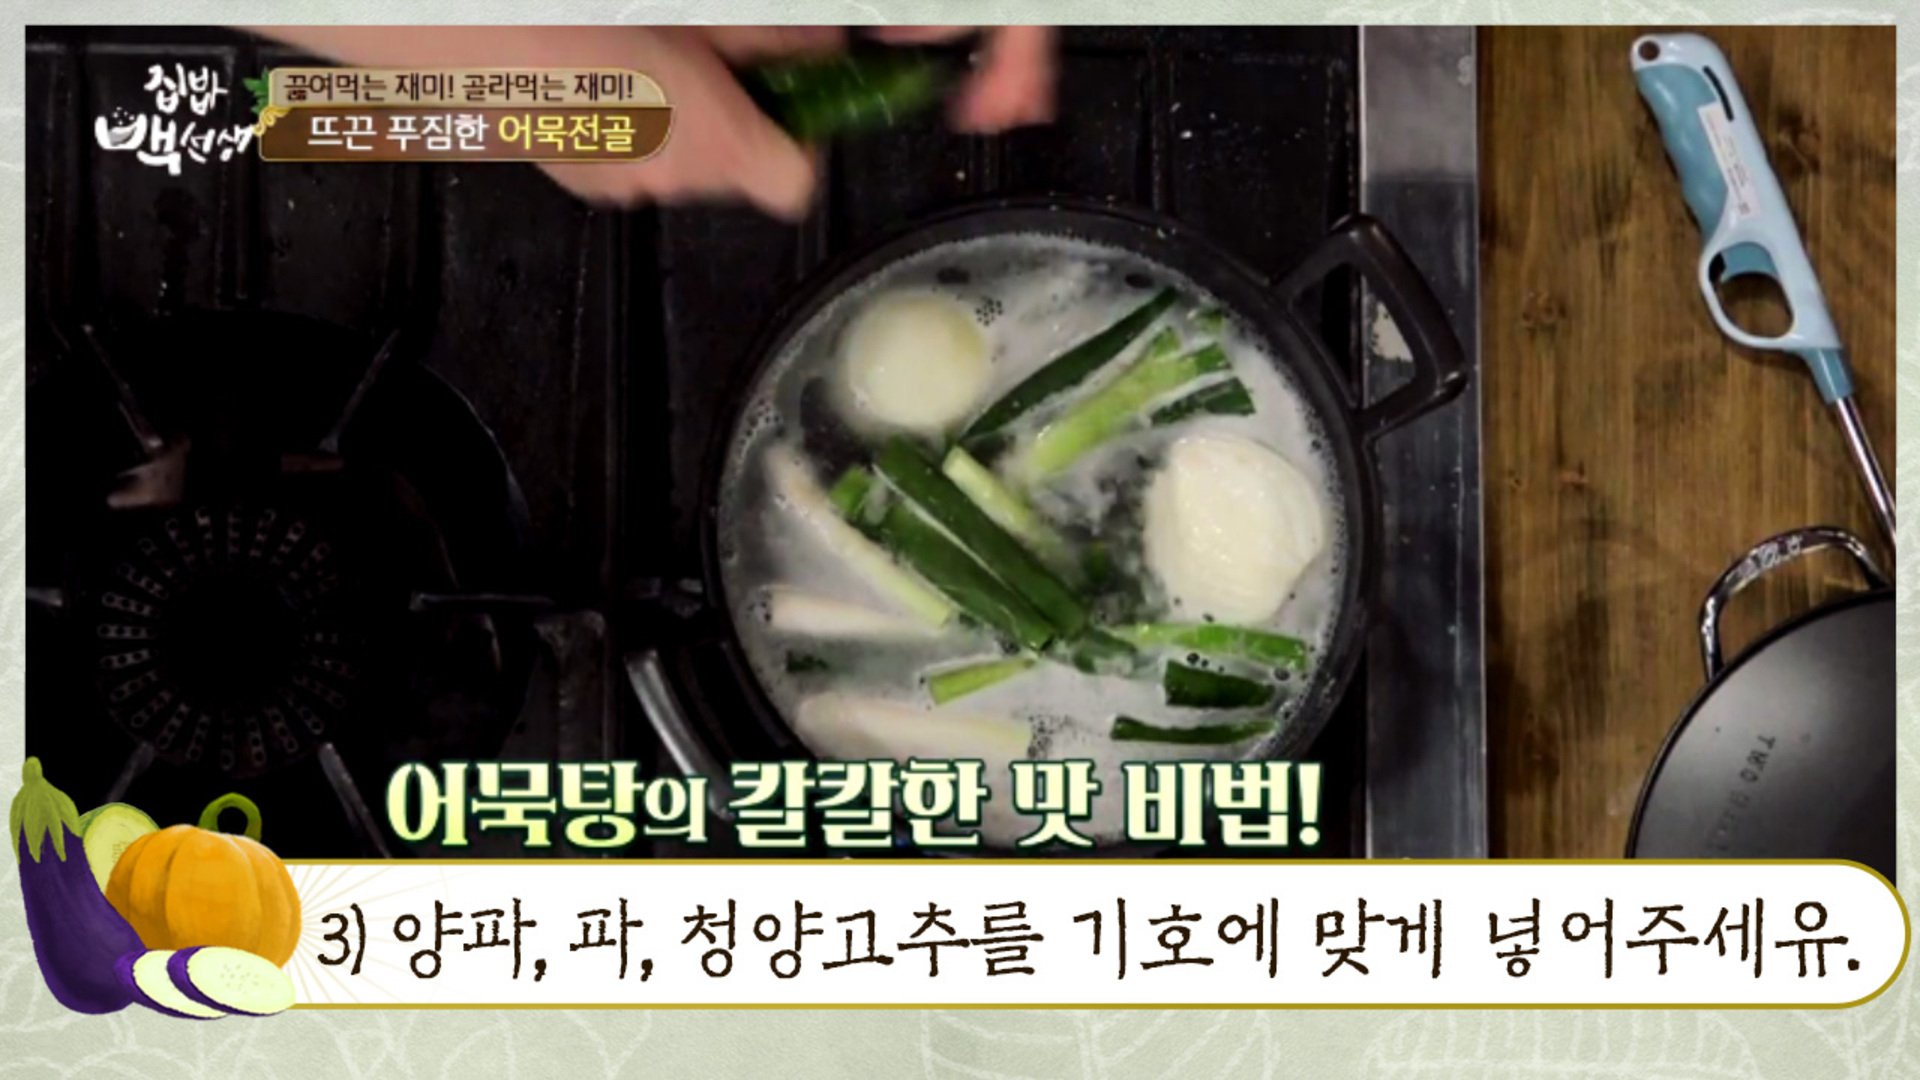 집밥
백선생
끓여먹는 재미! 골라먹는 재미!
뜨끈 푸짐한 어묵전골
TWO
어묵탕의 칼칼한 맛 비법!
3) 양파, 파, 청양고추를 기호에 맞게 넣어주세유.